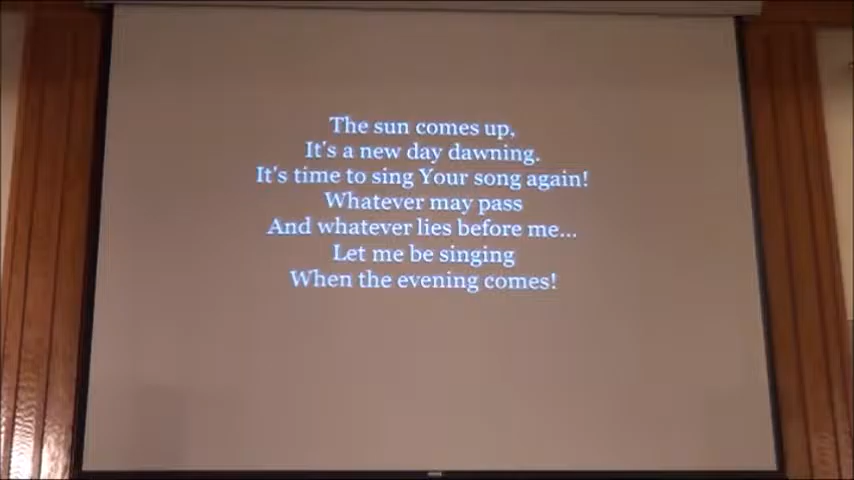 The sun comes up,
It's a new day dawning.
It's time to sing Your song again!
Whatever may pass
And whatever lies before me...
Let me be singing
When the evening comes!